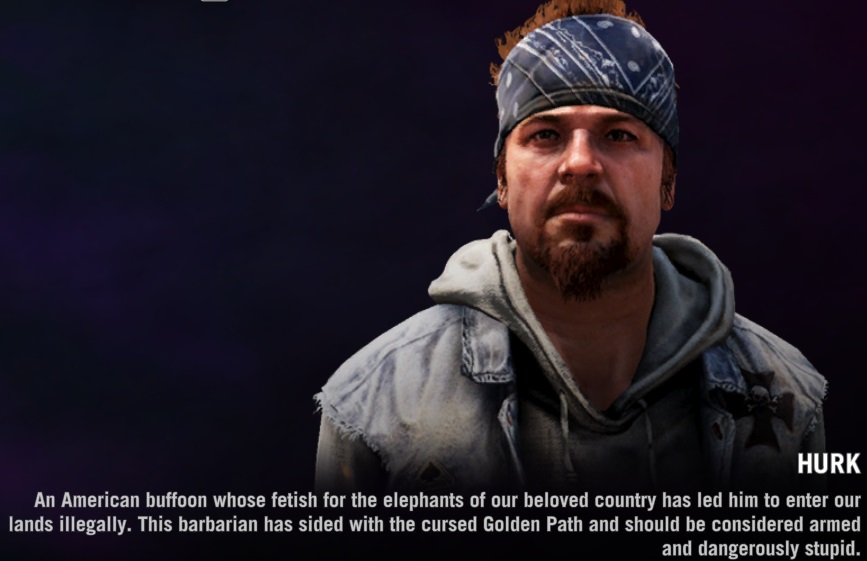 HURK
An American buffoon whose fetish for the elephants of our beloved country has led him to enter our
lands illegally. This barbarian has sided with the cursed Golden Path and should be considered armed
and dangerously stupid.